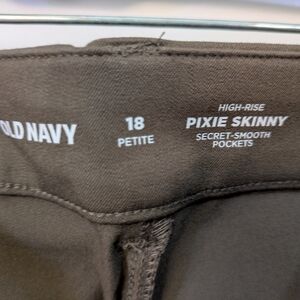 OLD NAVY
18
PETITE
HIGH-RISE
PIXIE SKINNY
SECRET-SMOOTH
POCKETS